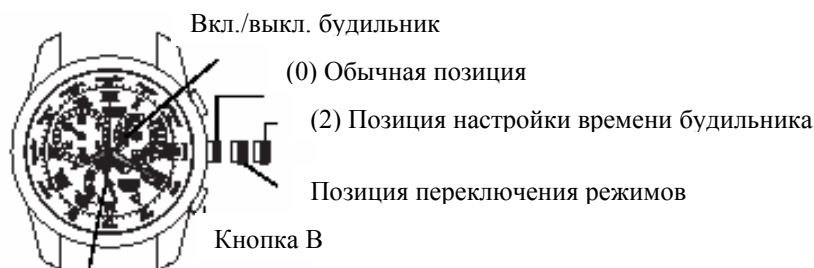 Вкл./выкл. будильник
(0) Обычная позиция
(2) Позиция настройки времени будильника
Позиция переключения режимов
Кнопка В